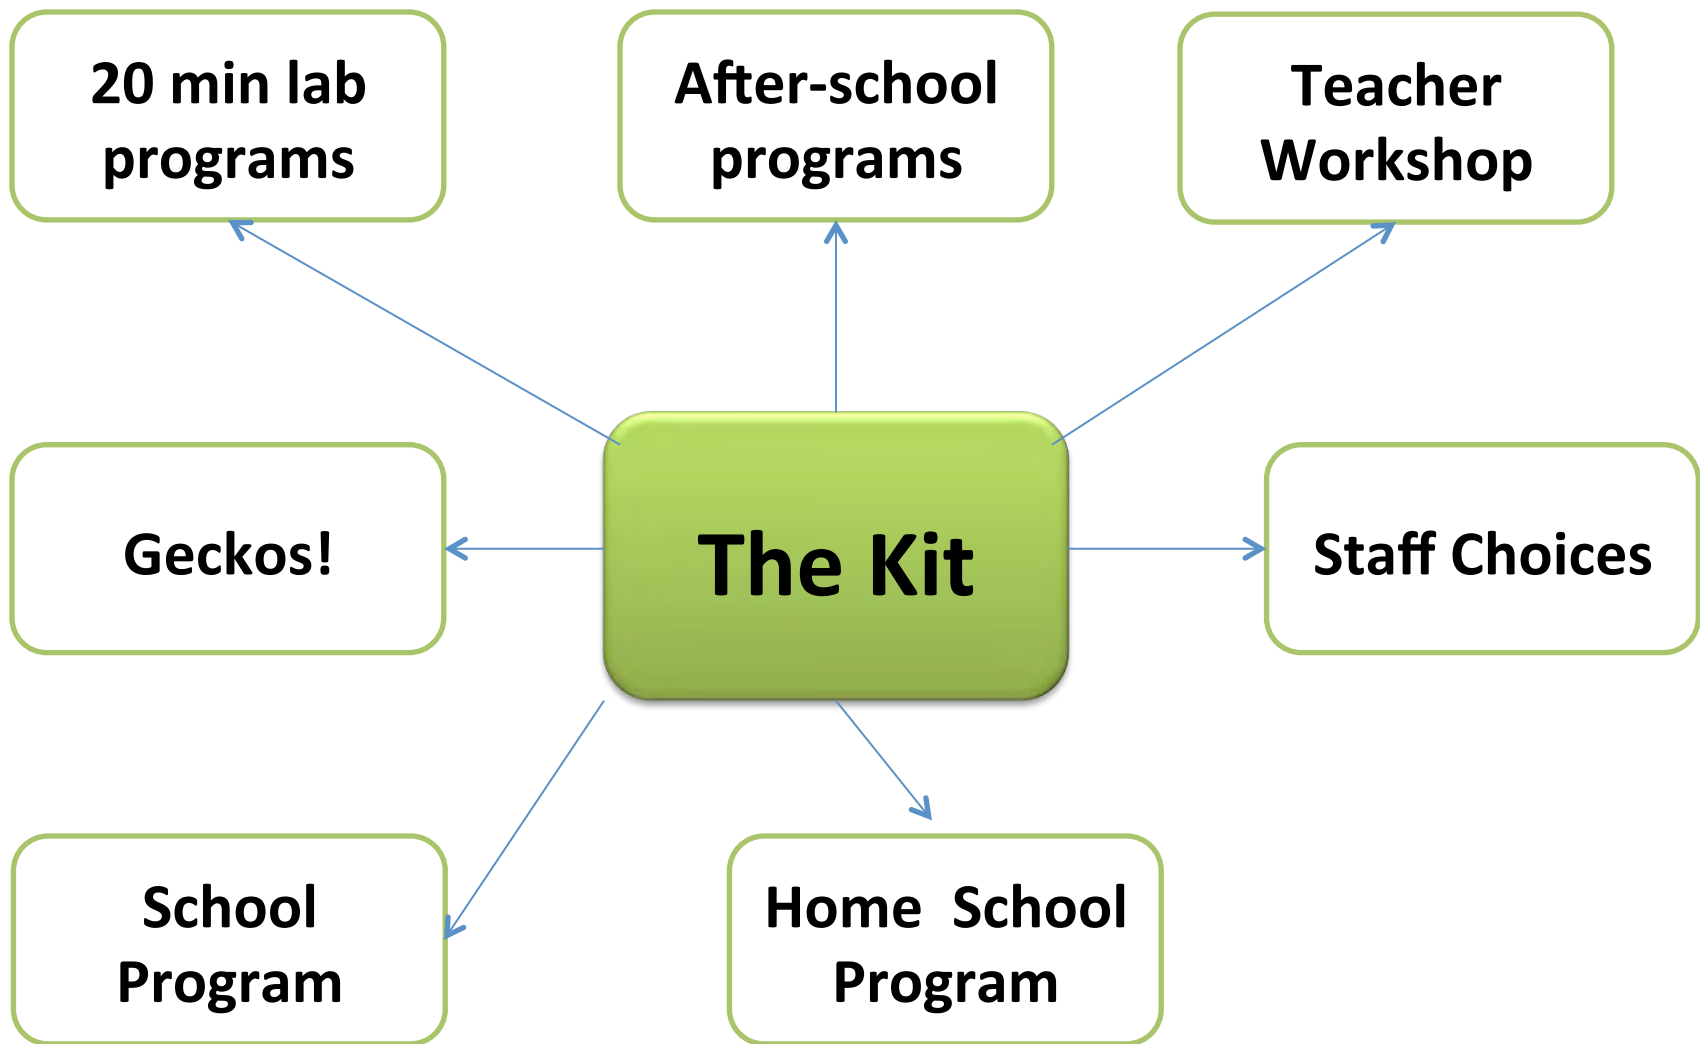 20 min lab
programs
After-school
programs
Teacher
Workshop
Geckos!
The Kit
Staff Choices
School
Program
Home  School
Program